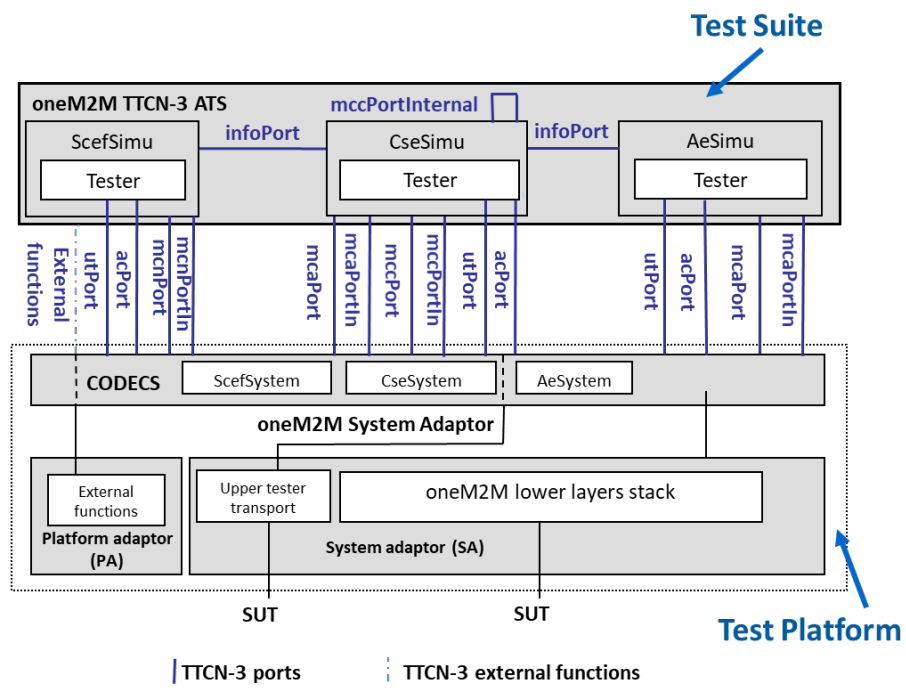 Test Suite
oneM2M TTCN-3 ATS
mccPortInternal
ScefSimu
infoPort
CseSimu
infoPort
AeSimu
Tester
Tester
Tester
External
functions
utPort
acPort
mcnPort
mcnPortIn
mcaPort
mcaPortIn
mccPort
mccPortIn
utPort
acPort
utPort
acPort
mcaPort
mcaPortIn
CODECS
ScefSystem
CseSystem
AeSystem
oneM2M System Adaptor
External
functions
Platform adaptor
(PA)
Upper tester
transport
oneM2M lower layers stack
System adaptor (SA)
SUT
SUT
Test Platform
TTCN-3 ports
TTCN-3 external functions